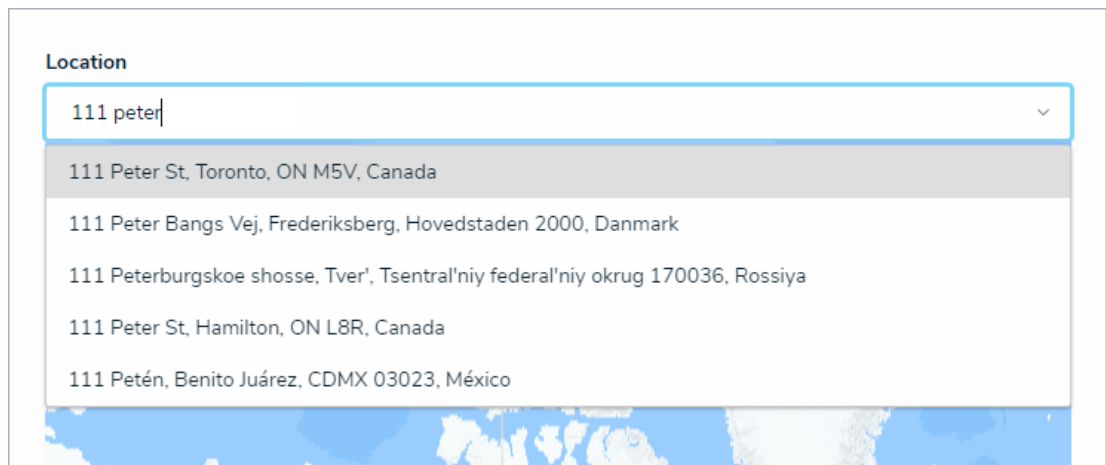 Location
111 peter
111 Peter St, Toronto, ON M5V, Canada
111 Peter Bangs Vej, Frederiksberg, Hovedstaden 2000, Danmark
111 Peterburgskoe shosse, Tver', Tsentral'niy federal'niy okrug 170036, Rossiya
111 Peter St, Hamilton, ON L8R, Canada
111 Petén, Benito Juárez, CDMX 03023, México